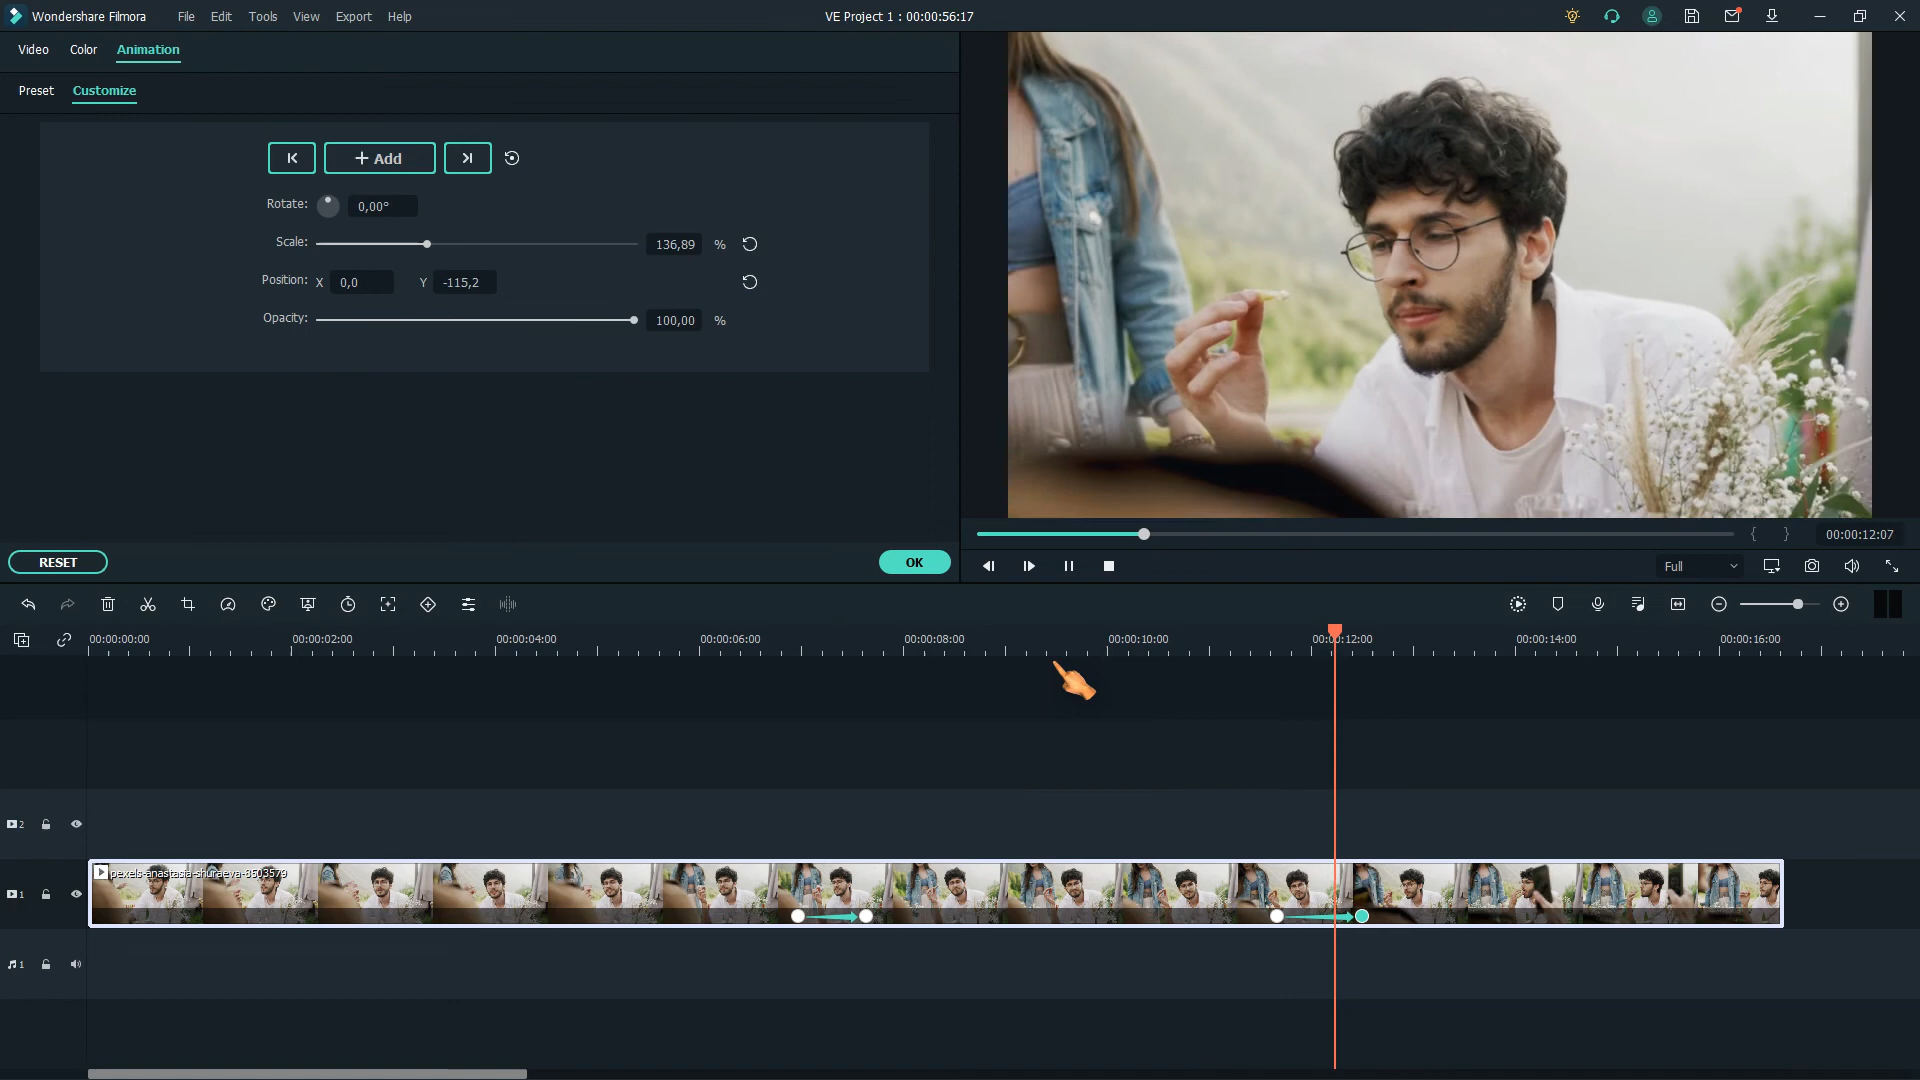 Wondershare Filmora File Edit Tools View Export Help VE Project 1 : 00:00:56:17
Video Color Animation
Preset Customize
+ Add
Rotate: 0,00°
Scale: 136,89 %
Position: X 0,0 Y -115,2
Opacity: 100,00 %
00:00:12:07
RESET OK
Full
00:00:00:00 00:00:02:00 00:00:04:00 00:00:06:00 00:00:08:00 00:00:10:00 00:00:12:00 00:00:14:00 00:00:16:00
2
pexels-anastasia-shuraeva-8503579
1
1